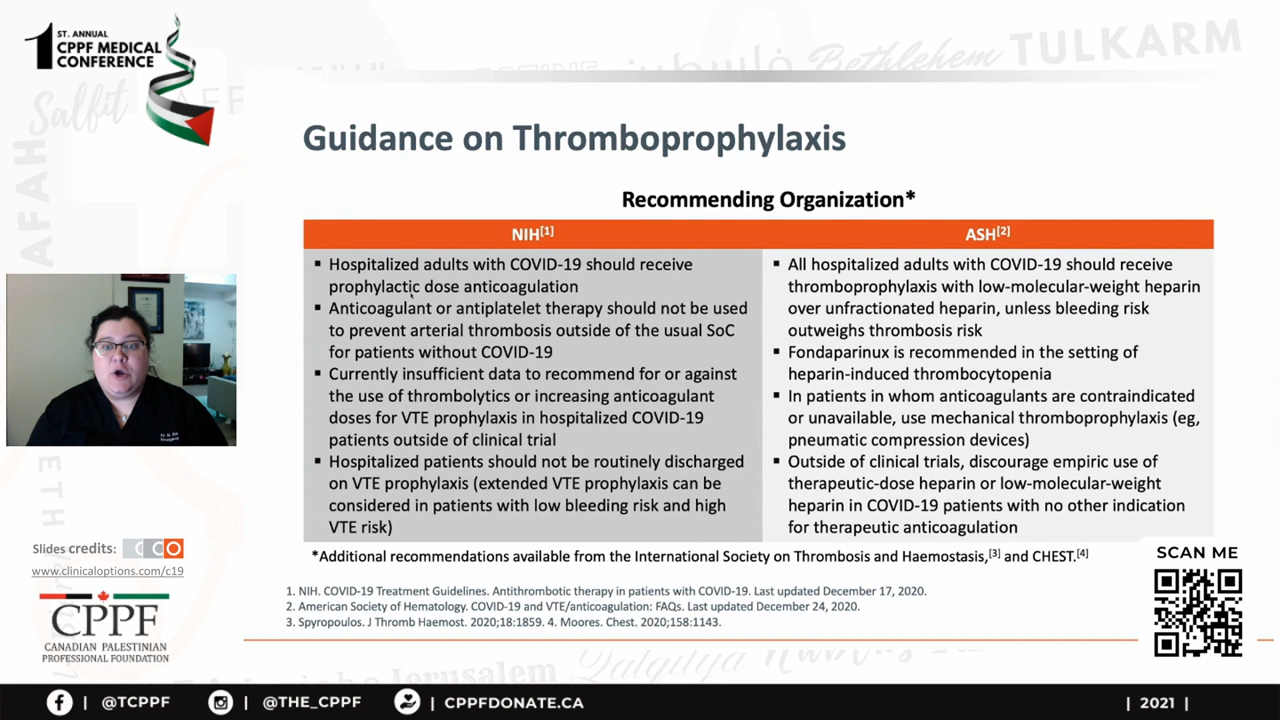 1
ST. ANNUAL
CPPF MEDICAL
CONFERENCE
Salfit
Bethlehem
TULKARM
Guidance on Thromboprophylaxis
Recommending Organization*
NIH[1]
▪ Hospitalized adults with COVID-19 should receive
prophylactic dose anticoagulation
▪ Anticoagulant or antiplatelet therapy should not be used
to prevent arterial thrombosis outside of the usual SoC
for patients without COVID-19
▪ Currently insufficient data to recommend for or against
the use of thrombolytics or increasing anticoagulant
doses for VTE prophylaxis in hospitalized COVID-19
patients outside of clinical trial
▪ Hospitalized patients should not be routinely discharged
on VTE prophylaxis (extended VTE prophylaxis can be
considered in patients with low bleeding risk and high
VTE risk)
ASH[2]
▪ All hospitalized adults with COVID-19 should receive
thromboprophylaxis with low-molecular-weight heparin
over unfractionated heparin, unless bleeding risk
outweighs thrombosis risk
▪ Fondaparinux is recommended in the setting of
heparin-induced thrombocytopenia
▪ In patients in whom anticoagulants are contraindicated
or unavailable, use mechanical thromboprophylaxis (eg,
pneumatic compression devices)
▪ Outside of clinical trials, discourage empiric use of
therapeutic-dose heparin or low-molecular-weight
heparin in COVID-19 patients with no other indication
for therapeutic anticoagulation
*Additional recommendations available from the International Society on Thrombosis and Haemostasis,[3] and CHEST.[4]
1. NIH. COVID-19 Treatment Guidelines. Antithrombotic therapy in patients with COVID-19. Last updated December 17, 2020.
2. American Society of Hematology. COVID-19 and VTE/anticoagulation: FAQs. Last updated December 24, 2020.
3. Spyropoulos. J Thromb Haemost. 2020;18:1859. 4. Moores. Chest. 2020;158:1143.
Slides credits: CCO
www.clinicaloptions.com/c19
CPPF
CANADIAN PALESTINIAN
PROFESSIONAL FOUNDATION
SCAN ME
Jerusalem
Qalqilya
| @TCPPF
| @THE_CPPF
| CPPFDONATE.CA
| 2021 |